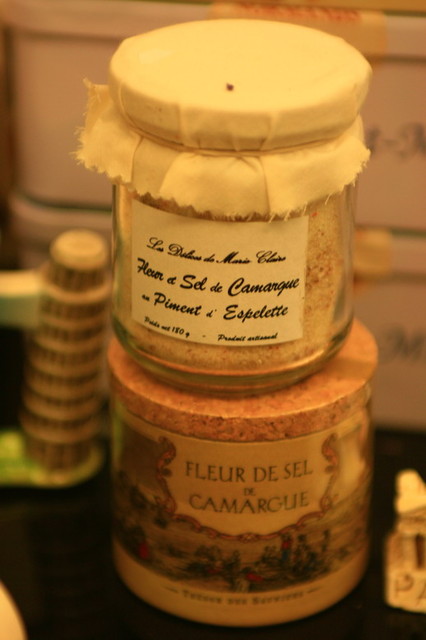 Les Délices de Marie Claire
Fleur et Sel de Camargue
au Piment d' Espelette
Poids net 180 g - Produit artisanal
FLEUR DE SEL
DE
CAMARGUE